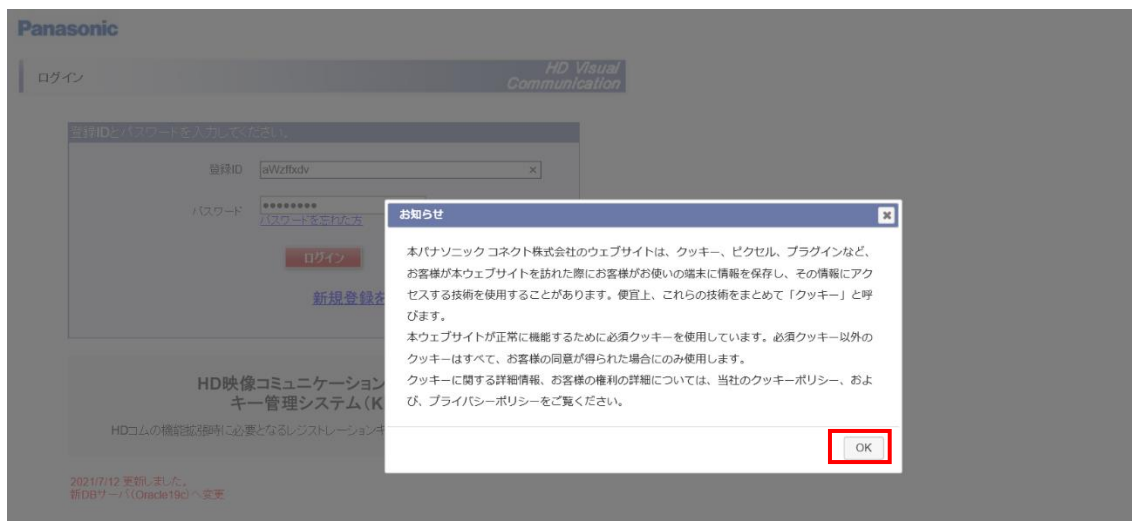 Panasonic
ログイン
HD Visual
Communication
登録IDとパスワードを入力してください。
登録ID
aWzfbxdv
×
パスワード
●●●●●●●●
パスワードを忘れた方
ログイン
新規登録を
お知らせ
×
本パナソニック コネクト株式会社のウェブサイトは、クッキー、ピクセル、プラグインなど、
お客様が本ウェブサイトを訪れた際にお客様がお使いの端末に情報を保存し、その情報にアク
セスする技術を使用することがあります。便宜上、これらの技術をまとめて「クッキー」と呼
びます。
本ウェブサイトが正常に機能するために必須クッキーを使用しています。必須クッキー以外の
クッキーはすべて、お客様の同意が得られた場合にのみ使用します。
クッキーに関する詳細情報、お客様の権利の詳細については、当社のクッキーポリシー、およ
び、プライバシーポリシーをご覧ください。
OK
HD映像コミュニケーション
キー管理システム(K
HDコムの機能拡張時に必要となるレジストレーションキ
2021/7/12 更新しました。
新DBサーバ(Oracle19c)へ変更